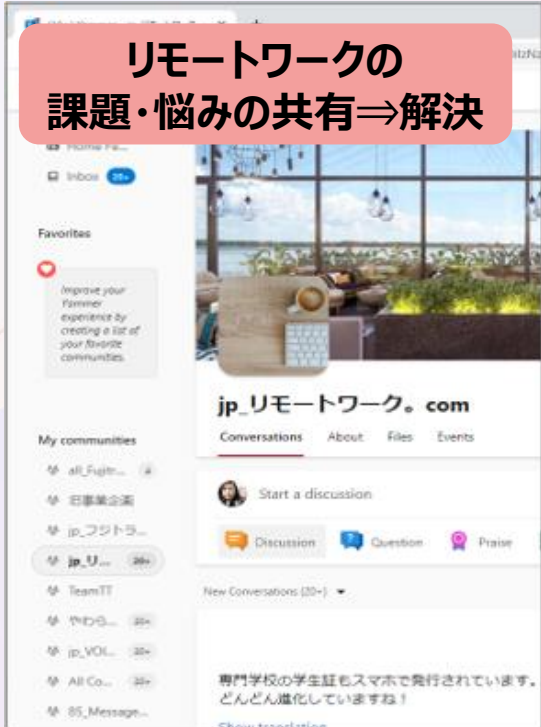 リモートワークの
課題・悩みの共有⇒解決
Inbox 20+
Favorites
Improve your
Yammer
experience by
creating a list of
your favorite
communities.
jp_リモートワーク。com
Conversations About Files Events
My communities
all_Fujitr...
旧事業企画
jp_フジトラ...
jp_リ... 20+
TeamTT
やわら... 20+
jp_VOI... 20+
All Co... 20+
85_Message...
Start a discussion
Discussion Question Praise
New Conversations (20+)
専門学校の学生証もスマホで発行されています。
どんどん進化していますね！
Show translation